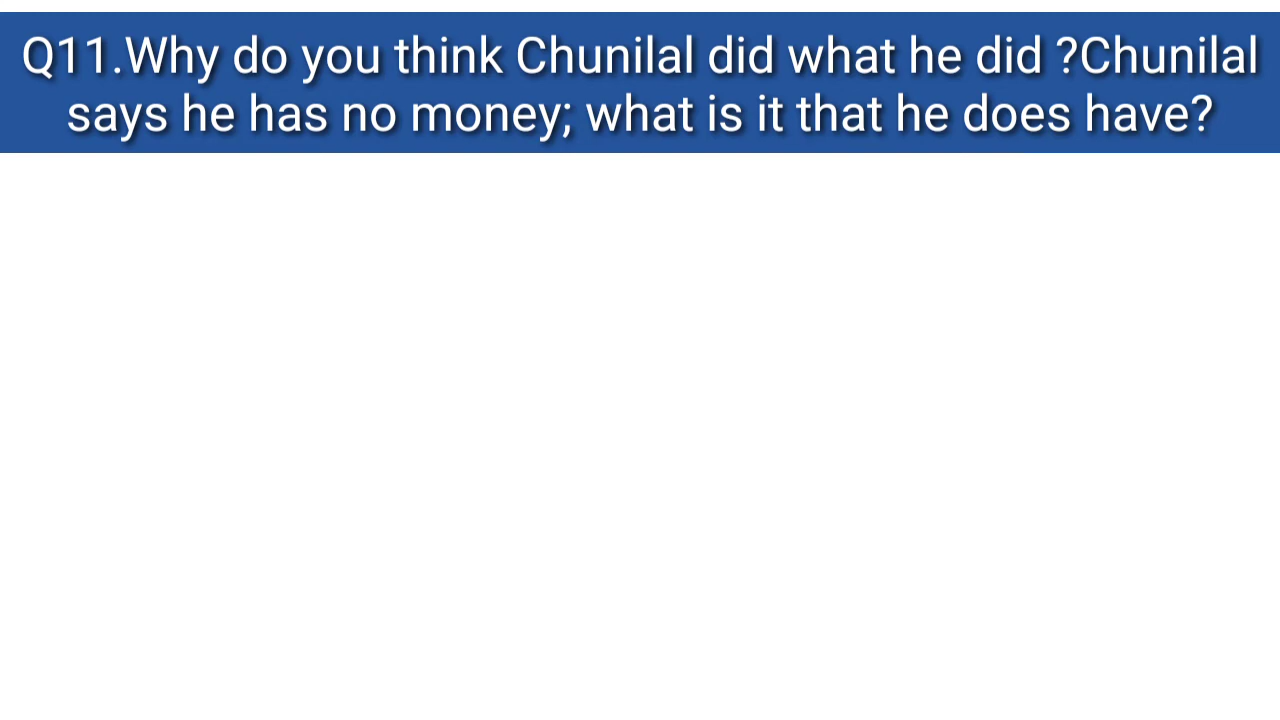 Q11.Why do you think Chunilal did what he did ?Chunilal
says he has no money; what is it that he does have?